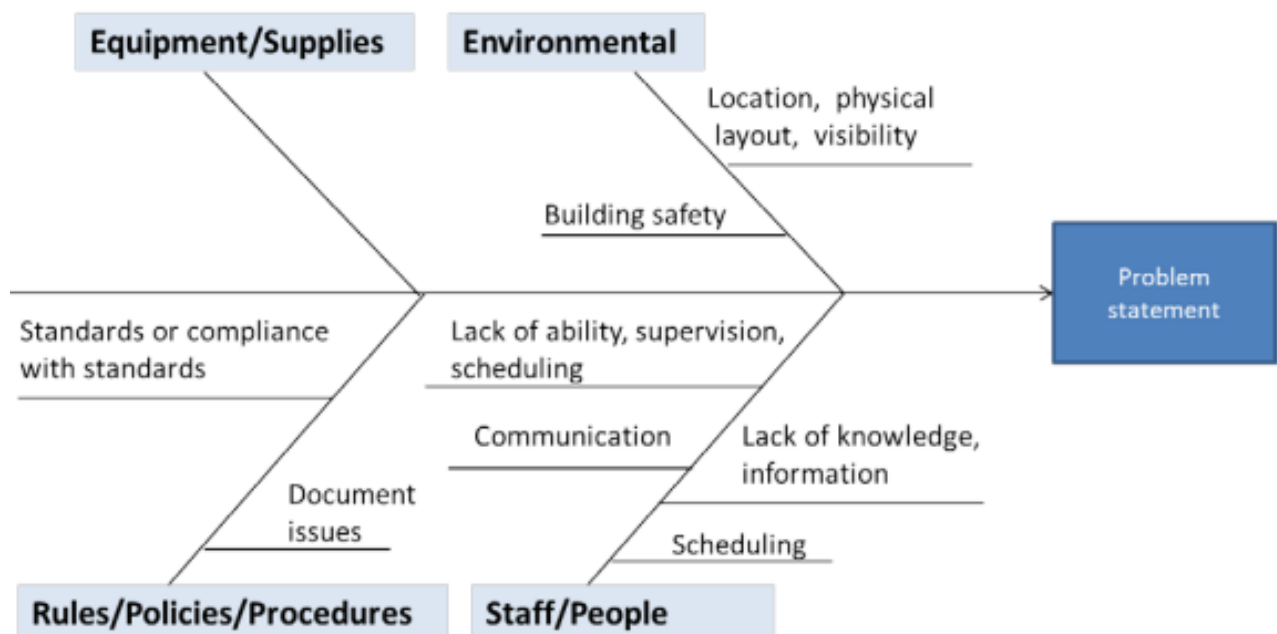 Equipment/Supplies
Environmental
Location, physical
layout, visibility
Building safety
Problem
statement
Standards or compliance
with standards
Lack of ability, supervision,
scheduling
Communication
Lack of knowledge,
information
Document
issues
Scheduling
Rules/Policies/Procedures
Staff/People